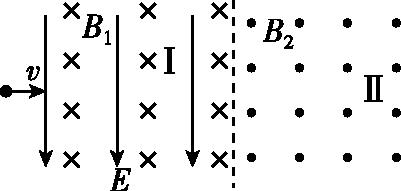 B₁ I B₂
v II
E